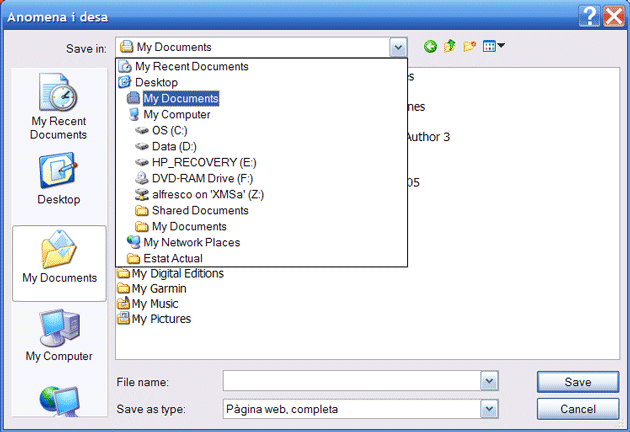 Anomena i desa
Save in:
My Documents
My Recent Documents
Desktop
My Documents
My Computer
OS (C:)
Data (D:)
HP_RECOVERY (E:)
DVD-RAM Drive (F:)
alfresco on 'XMSa' (Z:)
Shared Documents
My Documents
My Network Places
Estat Actual
My Recent
Documents
Desktop
My Documents
My Computer
Author 3
05
My Digital Editions
My Garmin
My Music
My Pictures
File name:
Save
Save as type:
Pàgina web, completa
Cancel